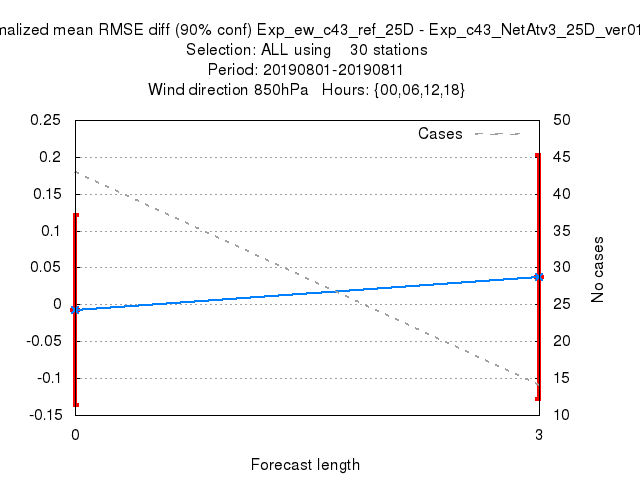 malized mean RMSE diff (90% conf) Exp_ew_c43_ref_25D - Exp_c43_NetAtv3_25D_ver01
Selection: ALL using 30 stations
Period: 20190801-20190811
Wind direction 850hPa Hours: {00,06,12,18}
Cases
0.25
0.2
0.15
0.1
0.05
0
-0.05
-0.1
-0.15
50
45
40
35
30
25
20
15
10
No cases
0 3
Forecast length